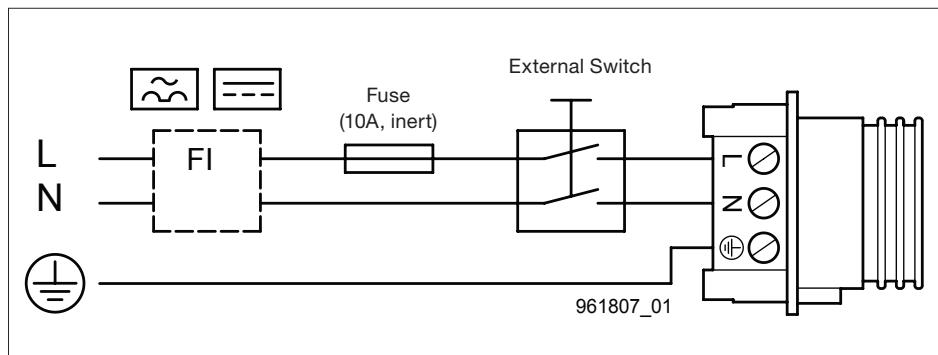 External Switch
Fuse
(10A, inert)
L
FI
L
N
N
961807_01